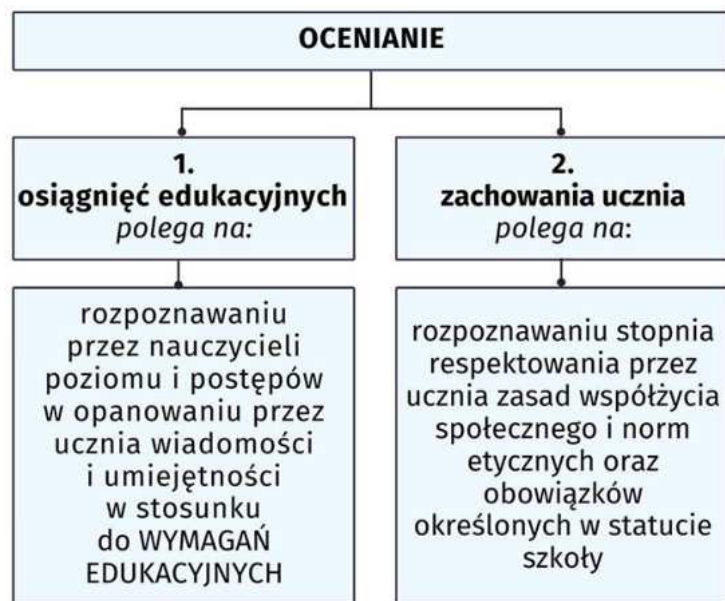 OCENIANIE
1.
osiągnięć edukacyjnych
polega na:
rozpoznawaniu
przez nauczycieli
poziomu i postępów
w opanowaniu przez
ucznia wiadomości
i umiejętności
w stosunku
do WYMAGAŃ
EDUKACYJNYCH
2.
zachowania ucznia
polega na:
rozpoznawaniu stopnia
respektowania przez
ucznia zasad współżycia
społecznego i norm
etycznych oraz
obowiązków
określonych w statucie
szkoły